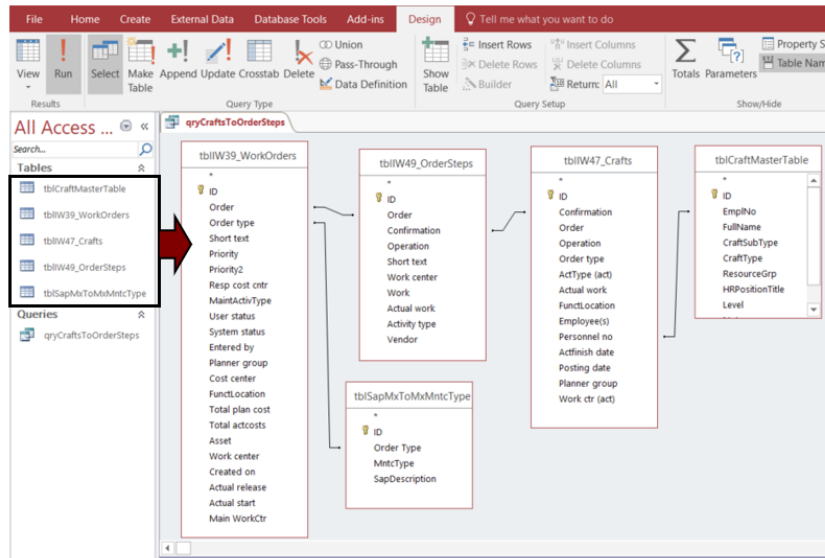 File Home Create External Data Database Tools Add-ins Design Tell me what you want to do
View
Run
Select
Make Table
Append
Update
Crosstab
Delete
Union
Pass-Through
Data Definition
Show Table
Insert Rows
Delete Rows
Builder
Insert Columns
Delete Columns
Return: All
Totals
Parameters
Property S
Table Nam
Results
Query Type
Query Setup
Show/Hide
All Access ...
Search...
Tables
tblCraftMasterTable
tblIW39_WorkOrders
tblIW47_Crafts
tblIW49_OrderSteps
tblSapMxToMxMntcType
Queries
qryCraftsToOrderSteps
qryCraftsToOrderSteps
tblIW39_WorkOrders
*
ID
Order
Order type
Short text
Priority
Priority2
Resp cost cntr
MaintActivType
User status
System status
Entered by
Planner group
Cost center
FunctLocation
Total plan cost
Total actcosts
Asset
Work center
Created on
Actual release
Actual start
Main WorkCtr
tblIW49_OrderSteps
*
ID
Order
Confirmation
Operation
Short text
Work center
Work
Actual work
Activity type
Vendor
tblSapMxToMxMntcType
*
ID
Order Type
MntcType
SapDescription
tblIW47_Crafts
*
ID
Confirmation
Order
Operation
Order type
ActType (act)
Actual work
FunctLocation
Employee(s)
Personnel no
Actfinish date
Posting date
Planner group
Work ctr (act)
tblCraftMasterTable
*
ID
EmplNo
FullName
CraftSubType
CraftType
ResourceGrp
HRPositionTitle
Level